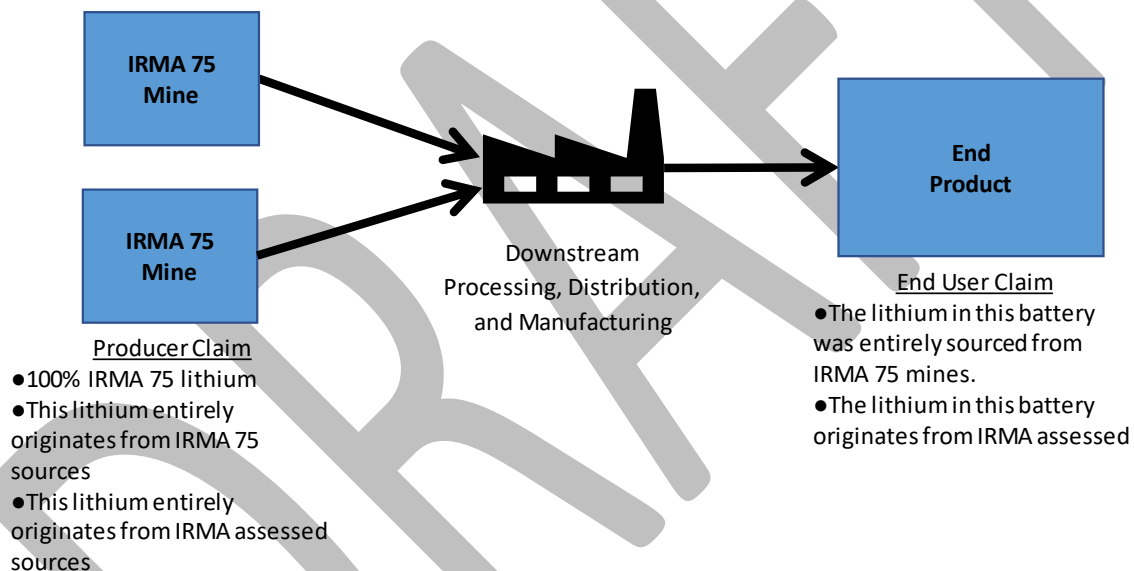 IRMA 75
Mine
IRMA 75
Mine
Producer Claim
●100% IRMA 75 lithium
●This lithium entirely
originates from IRMA 75
sources
●This lithium entirely
originates from IRMA assessed
sources
Downstream
Processing, Distribution,
and Manufacturing
End
Product
End User Claim
●The lithium in this battery
was entirely sourced from
IRMA 75 mines.
●The lithium in this battery
originates from IRMA assessed
DRAFT